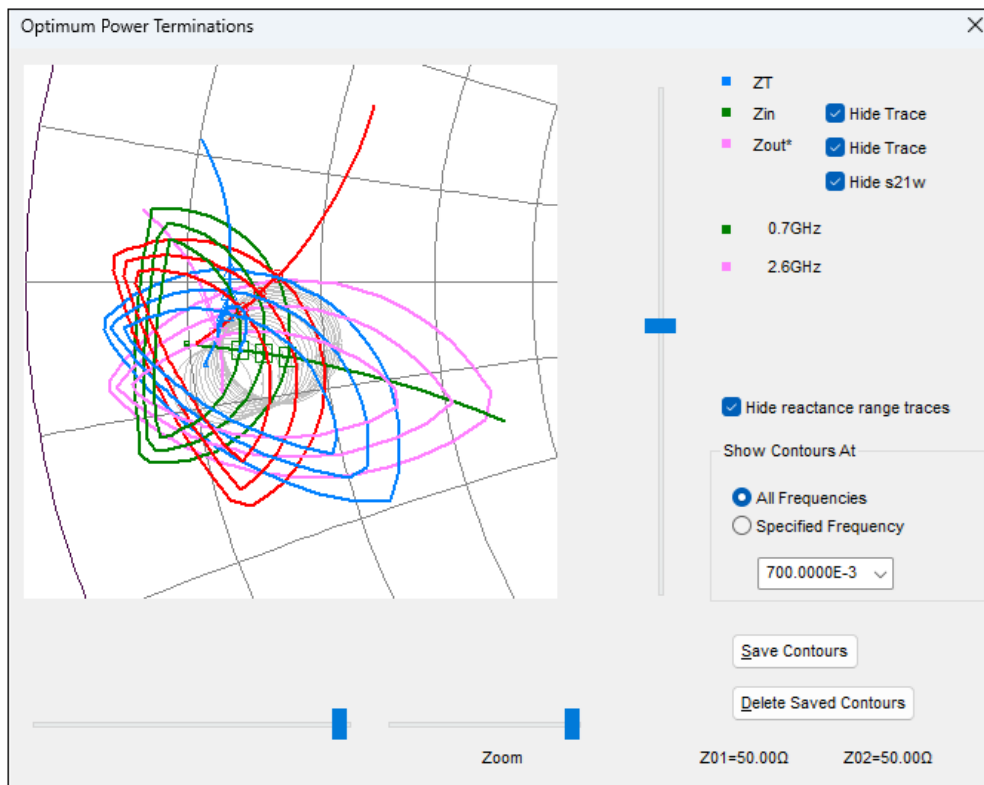 Optimum Power Terminations
ZT
Zin
Hide Trace
Zout*
Hide Trace
Hide s21w
0.7GHz
2.6GHz
Hide reactance range traces
Show Contours At
All Frequencies
Specified Frequency
700.0000E-3
Save Contours
Delete Saved Contours
Zoom
Z01=50.00Ω
Z02=50.00Ω